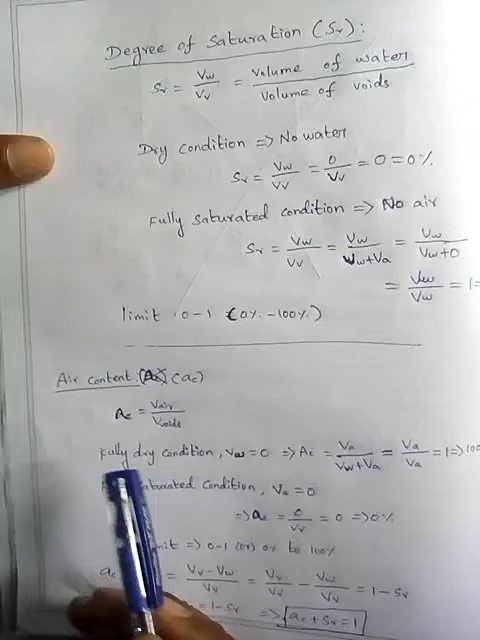 Degree of Saturation (Sr):
Sr = Vw/Vv = Volume of water/Volume of voids
Dry condition => No water
Sr = Vw/Vv = 0/Vv = 0 = 0%
Fully saturated condition => No air
Sr = Vw/Vv = Vw/Vw+Va = Vw/Vw+0
= Vw/Vw = 1
limit 0-1 (0% -100%)
Air content: (ac)
ac = Vair/Vvoids
Fully dry condition, Vw = 0 => Ac = Va/Vw+Va = Va/Va = 1 => 100
saturated condition, Va = 0
=> ac = 0/Vv = 0 => 0%
=> 0-1 (or) 0% to 100%
ac = Vv - Vw/Vv = Vv/Vv - Vw/Vv = 1 - Sr
= 1 - Sr => ac + Sr = 1